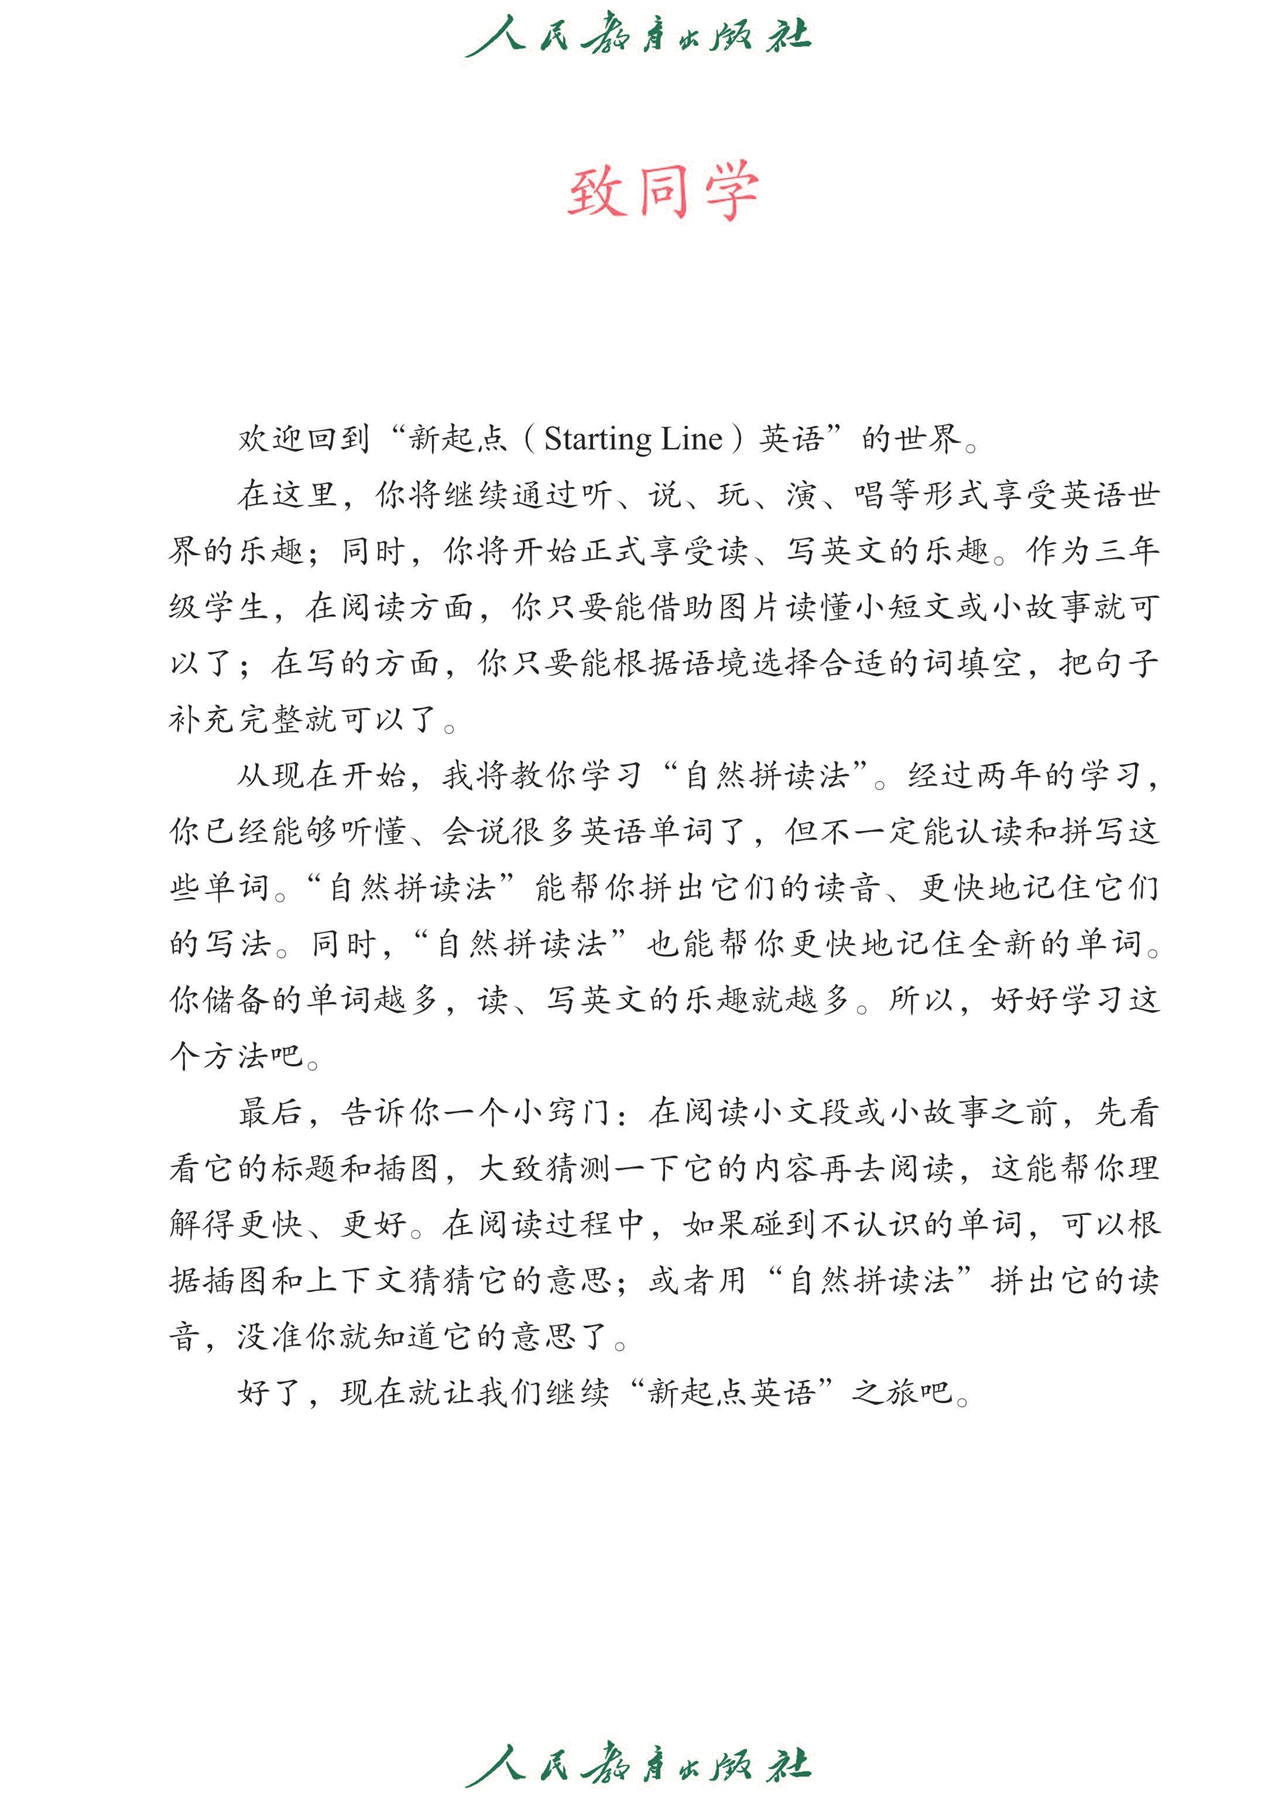 人民教育出版社
致同学
欢迎回到“新起点（Starting Line）英语”的世界。
在这里，你将继续通过听、说、玩、演、唱等形式享受英语世
界的乐趣；同时，你将开始正式享受读、写英文的乐趣。作为三年
级学生，在阅读方面，你只要能借助图片读懂小短文或小故事就可
以了；在写的方面，你只要能根据语境选择合适的词填空，把句子
补充完整就可以了。
从现在开始，我将教你学习“自然拼读法”。经过两年的学习，
你已经能够听懂、会说很多英语单词了，但不一定能认读和拼写这
些单词。“自然拼读法”能帮你拼出它们的读音、更快地记住它们
的写法。同时，“自然拼读法”也能帮你更快地记住全新的单词。
你储备的单词越多，读、写英文的乐趣就越多。所以，好好学习这
个方法吧。
最后，告诉你一个小窍门：在阅读小文段或小故事之前，先看
看它的标题和插图，大致猜测一下它的内容再去阅读，这能帮你理
解得更快、更好。在阅读过程中，如果碰到不认识的单词，可以根
据插图和上下文猜猜它的意思；或者用“自然拼读法”拼出它的读
音，没准你就知道它的意思了。
好了，现在就让我们继续“新起点英语”之旅吧。
人民教育出版社